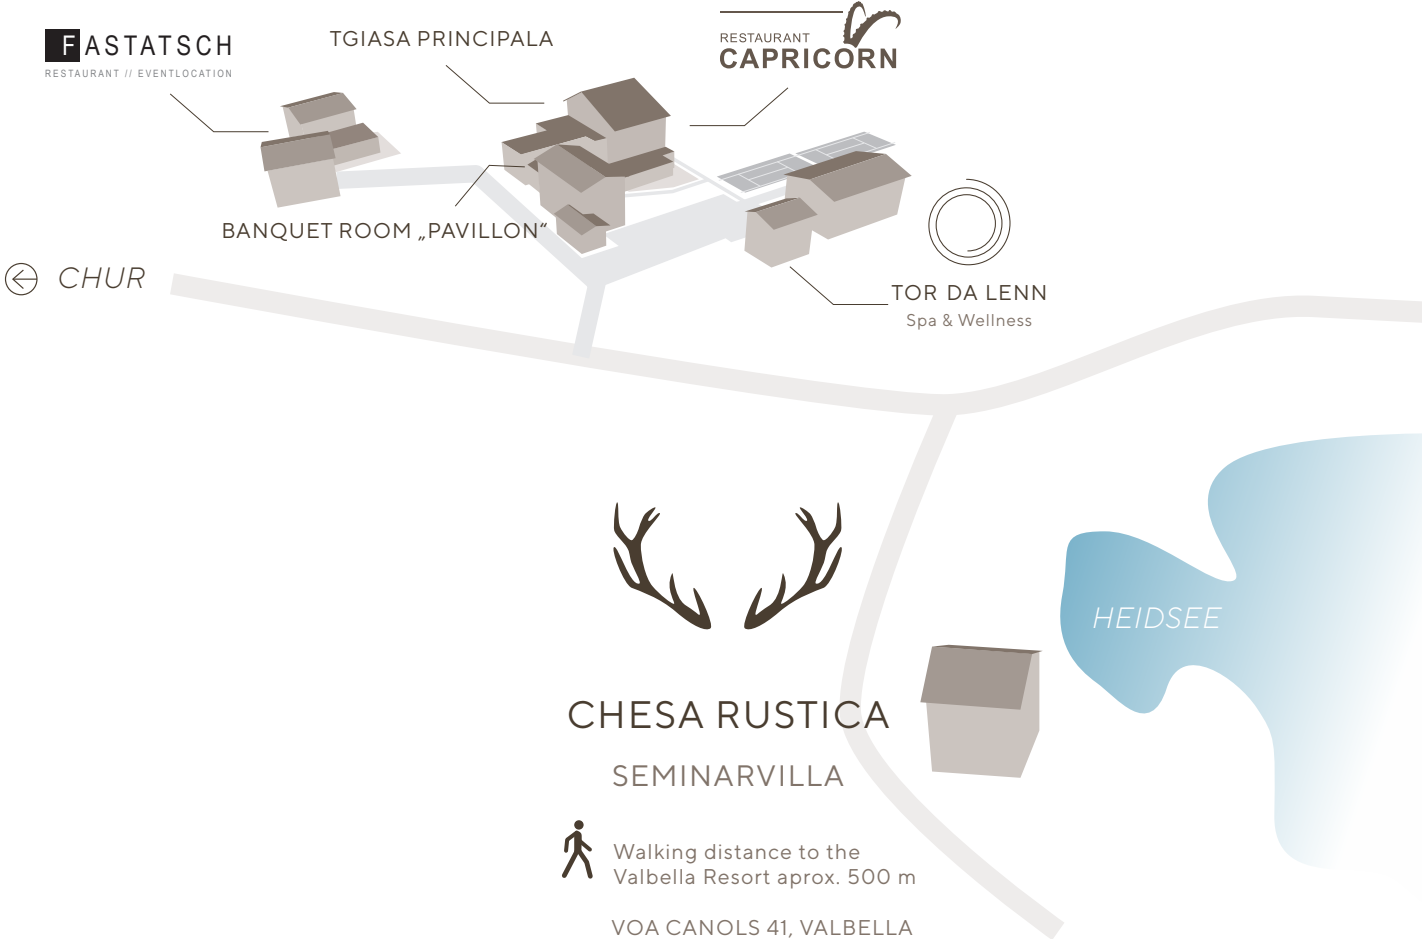 FASTATSCH
RESTAURANT // EVENTLOCATION
TGIASA PRINCIPALA
RESTAURANT
CAPRICORN
BANQUET ROOM „PAVILLON“
CHUR
TOR DA LENN
Spa & Wellness
HEIDSEE
CHESA RUSTICA
SEMINARVILLA
Walking distance to the
Valbella Resort aprox. 500 m
VOA CANOLS 41, VALBELLA